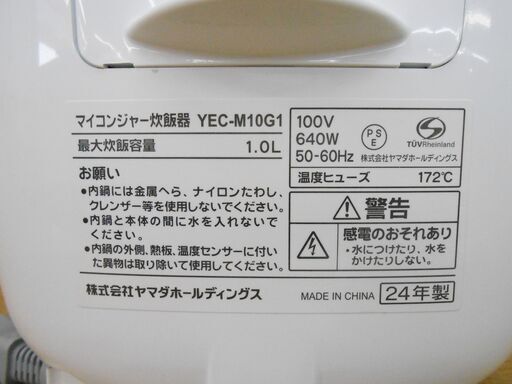 マイコンジャー炊飯器 YEC-M10G1
最大炊飯容量 1.0L
お願い
•内鍋には金属へら、ナイロンたわし、
クレンザー等を使用しないでください。
•内鍋と本体の間に水を入れないで
ください。
•内鍋の外側、熱板、温度センサーに付い
た異物は取り除いて使用してください。
株式会社ヤマダホールディングス
100V
640W
50-60Hz
PS
E
TÜVRheinland
株式会社ヤマダホールディングス
温度ヒューズ 172℃
警告
感電のおそれあり
・水につけたり、水を
かけたりしない。
MADE IN CHINA 24年製